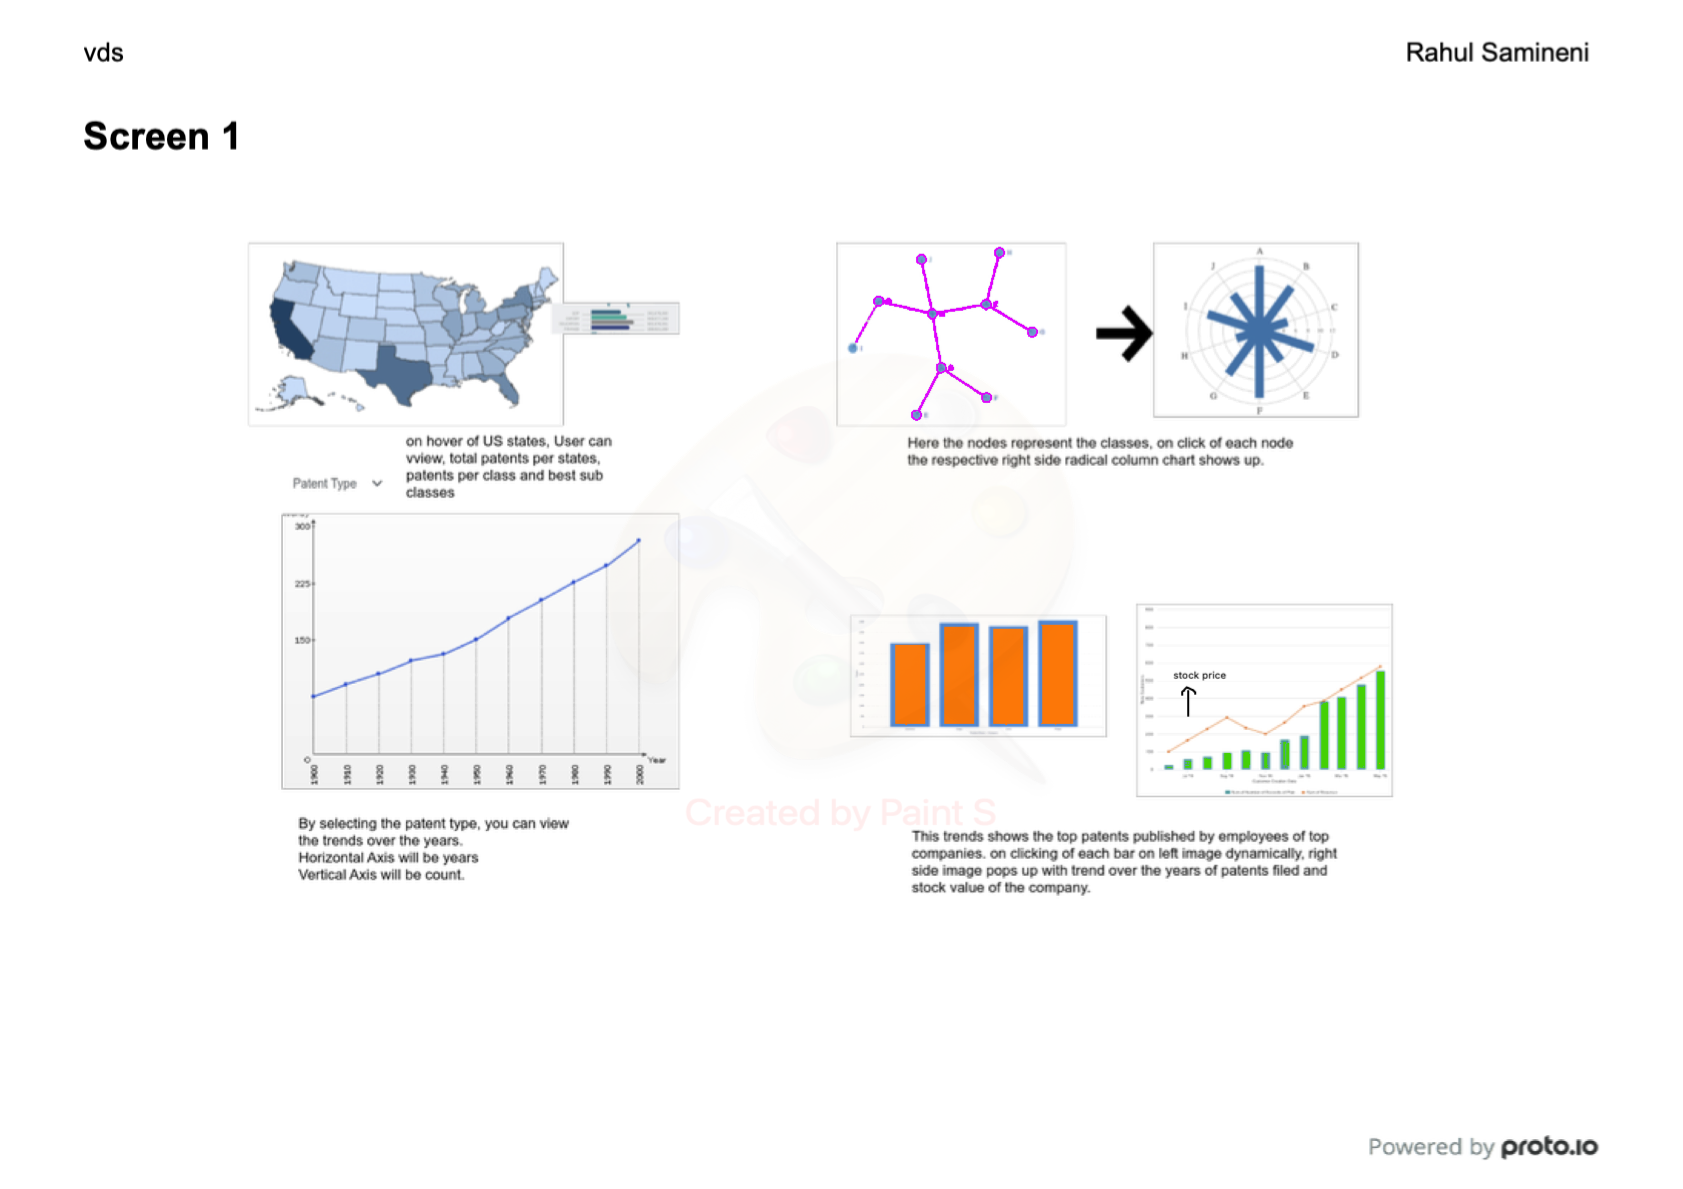 vds
Rahul Samineni
Screen 1
on hover of US states, User can
vview, total patents per states,
patents per class and best sub
classes
Patent Type
300
225
150
O
Year
1900
1910
1920
1930
1940
1950
1960
1970
1980
1990
2000
By selecting the patent type, you can view
the trends over the years.
Horizontal Axis will be years
Vertical Axis will be count.
A
B
C
D
E
F
G
H
I
J
Here the nodes represent the classes, on click of each node
the respective right side radical column chart shows up.
stock price
This trends shows the top patents published by employees of top
companies. on clicking of each bar on left image dynamically, right
side image pops up with trend over the years of patents filed and
stock value of the company.
Created by Paint S
Powered by proto.io